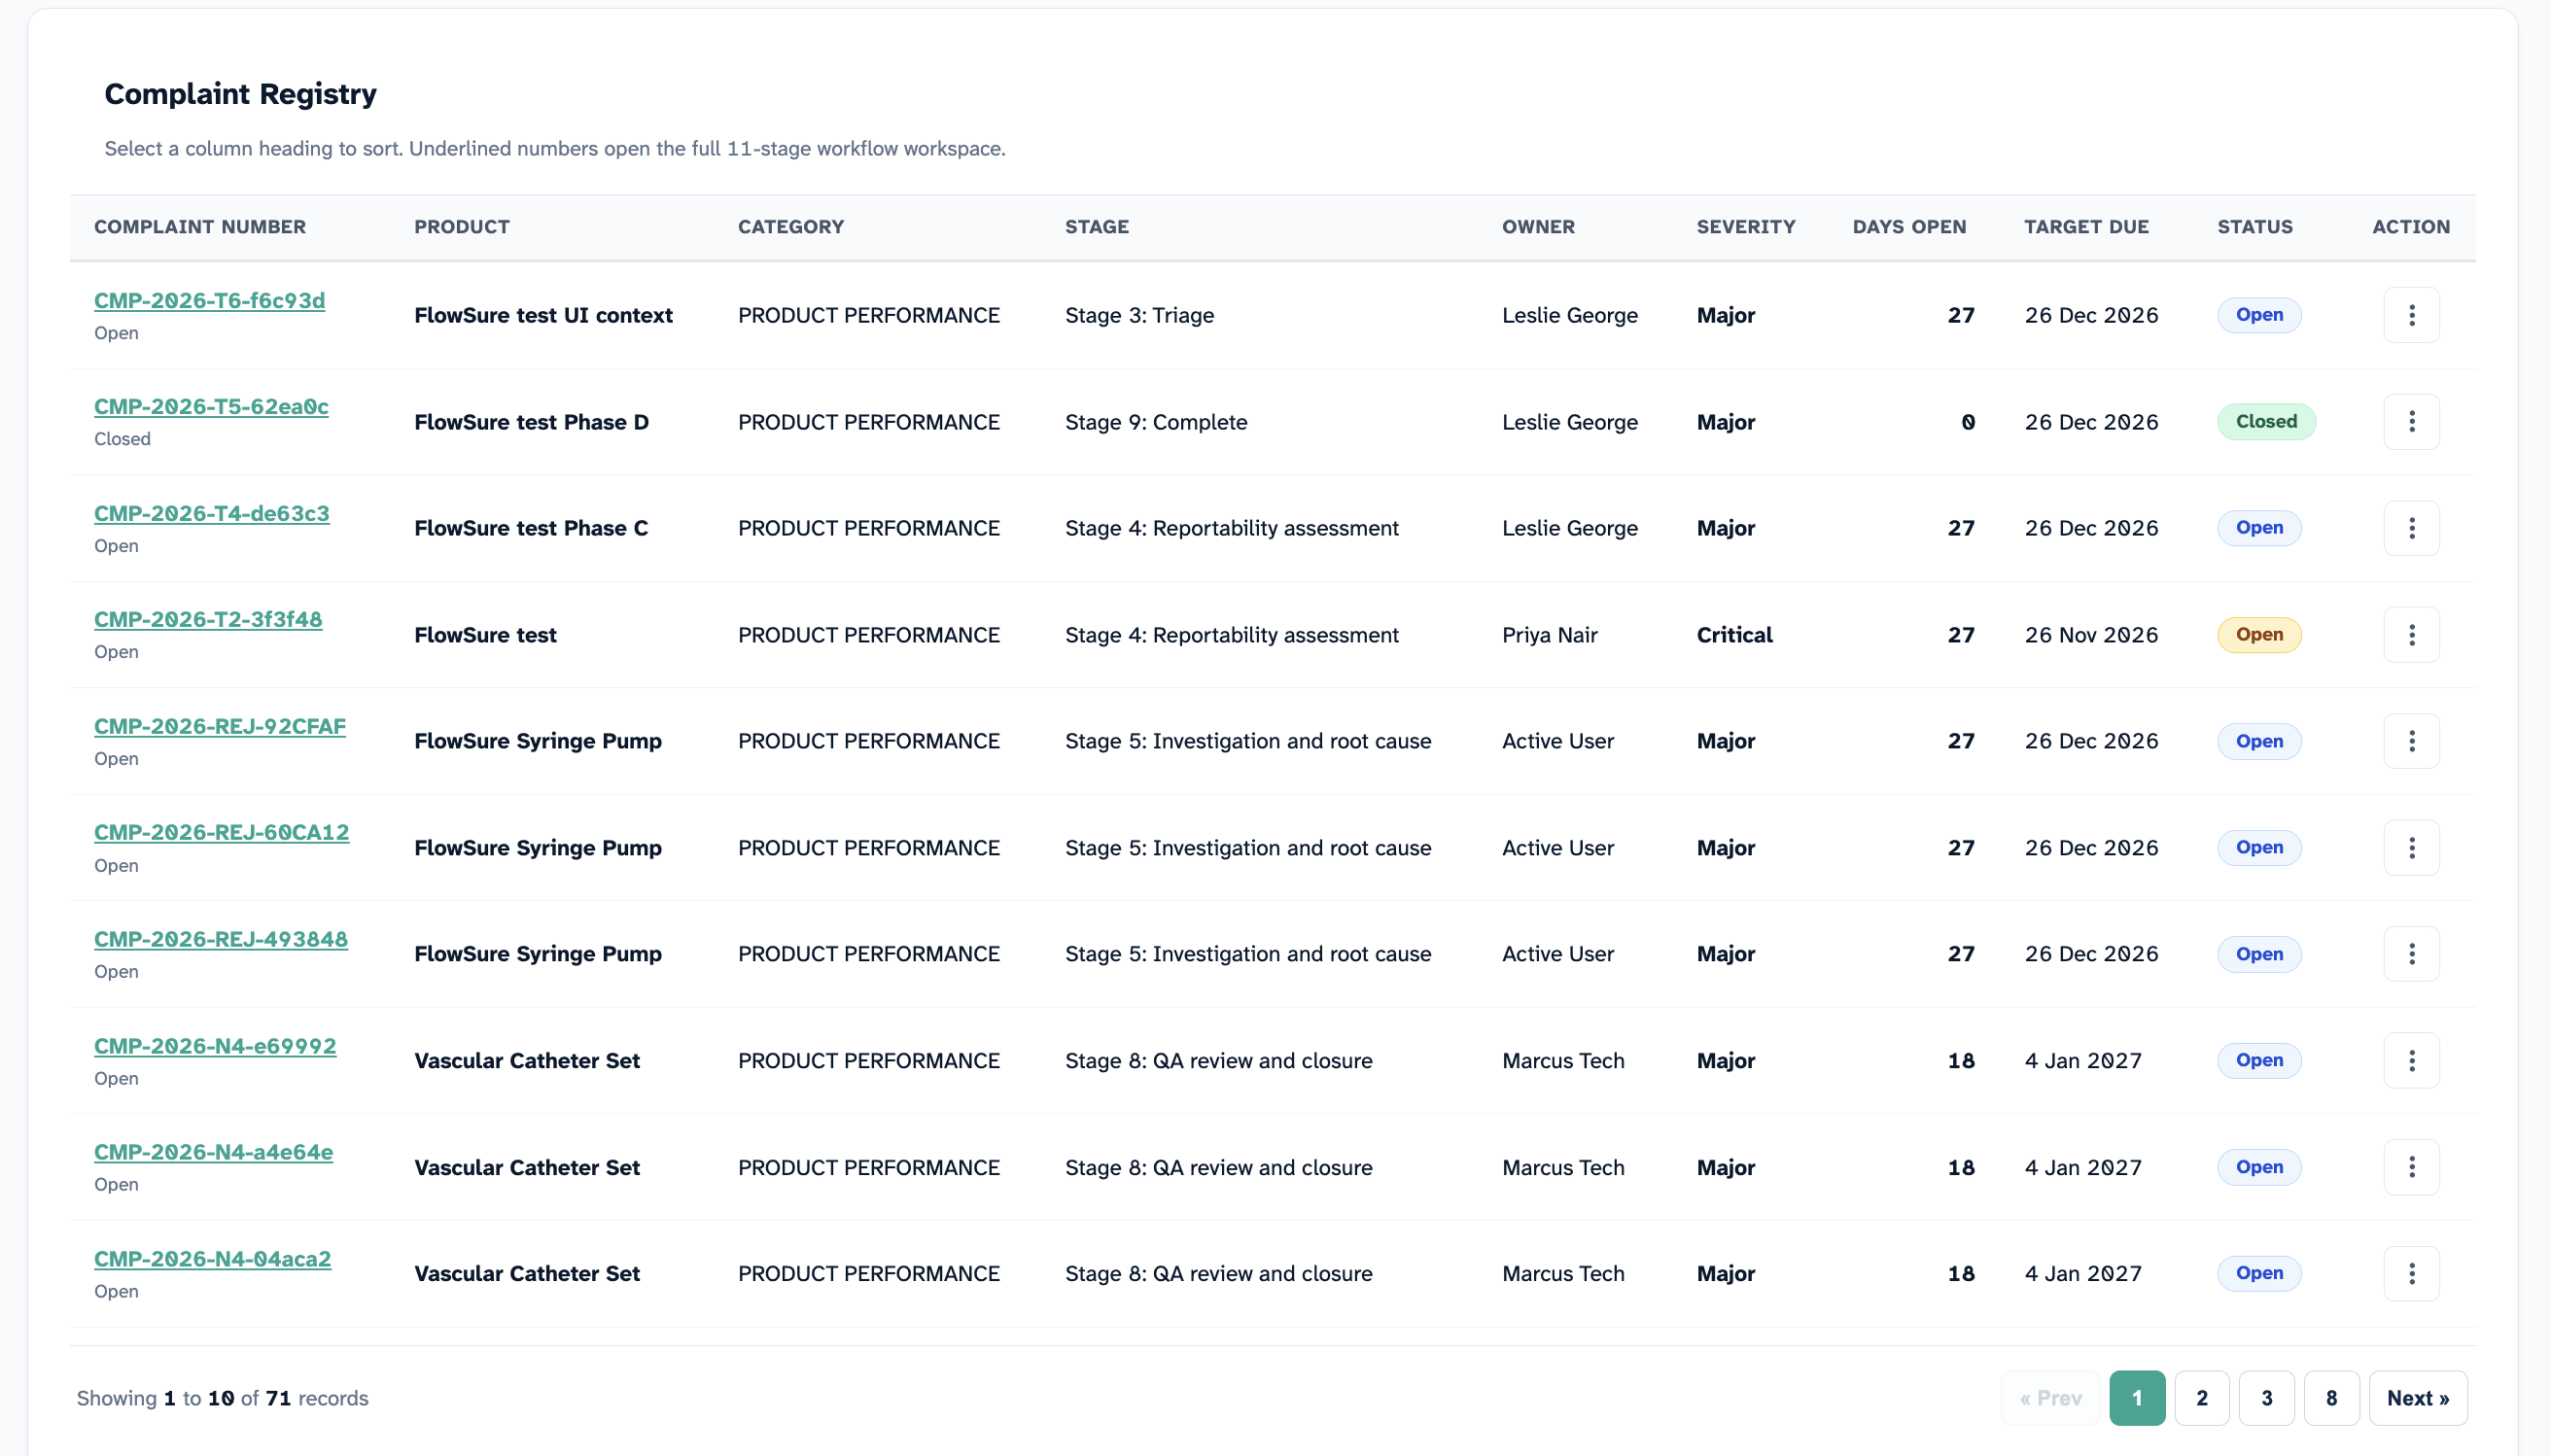 Complaint Registry
Select a column heading to sort. Underlined numbers open the full 11-stage workflow workspace.
COMPLAINT NUMBER PRODUCT CATEGORY STAGE OWNER SEVERITY DAYS OPEN TARGET DUE STATUS ACTION
CMP-2026-T6-f6c93d FlowSure test UI context PRODUCT PERFORMANCE Stage 3: Triage Leslie George Major 27 26 Dec 2026 Open
Open
CMP-2026-T5-62ea0c FlowSure test Phase D PRODUCT PERFORMANCE Stage 9: Complete Leslie George Major 0 26 Dec 2026 Closed
Closed
CMP-2026-T4-de63c3 FlowSure test Phase C PRODUCT PERFORMANCE Stage 4: Reportability assessment Leslie George Major 27 26 Dec 2026 Open
Open
CMP-2026-T2-3f3f48 FlowSure test PRODUCT PERFORMANCE Stage 4: Reportability assessment Priya Nair Critical 27 26 Nov 2026 Open
Open
CMP-2026-REJ-92CFAF FlowSure Syringe Pump PRODUCT PERFORMANCE Stage 5: Investigation and root cause Active User Major 27 26 Dec 2026 Open
Open
CMP-2026-REJ-60CA12 FlowSure Syringe Pump PRODUCT PERFORMANCE Stage 5: Investigation and root cause Active User Major 27 26 Dec 2026 Open
Open
CMP-2026-REJ-493848 FlowSure Syringe Pump PRODUCT PERFORMANCE Stage 5: Investigation and root cause Active User Major 27 26 Dec 2026 Open
Open
CMP-2026-N4-e69992 Vascular Catheter Set PRODUCT PERFORMANCE Stage 8: QA review and closure Marcus Tech Major 18 4 Jan 2027 Open
Open
CMP-2026-N4-a4e64e Vascular Catheter Set PRODUCT PERFORMANCE Stage 8: QA review and closure Marcus Tech Major 18 4 Jan 2027 Open
Open
CMP-2026-N4-04aca2 Vascular Catheter Set PRODUCT PERFORMANCE Stage 8: QA review and closure Marcus Tech Major 18 4 Jan 2027 Open
Open
Showing 1 to 10 of 71 records « Prev 1 2 3 8 Next »